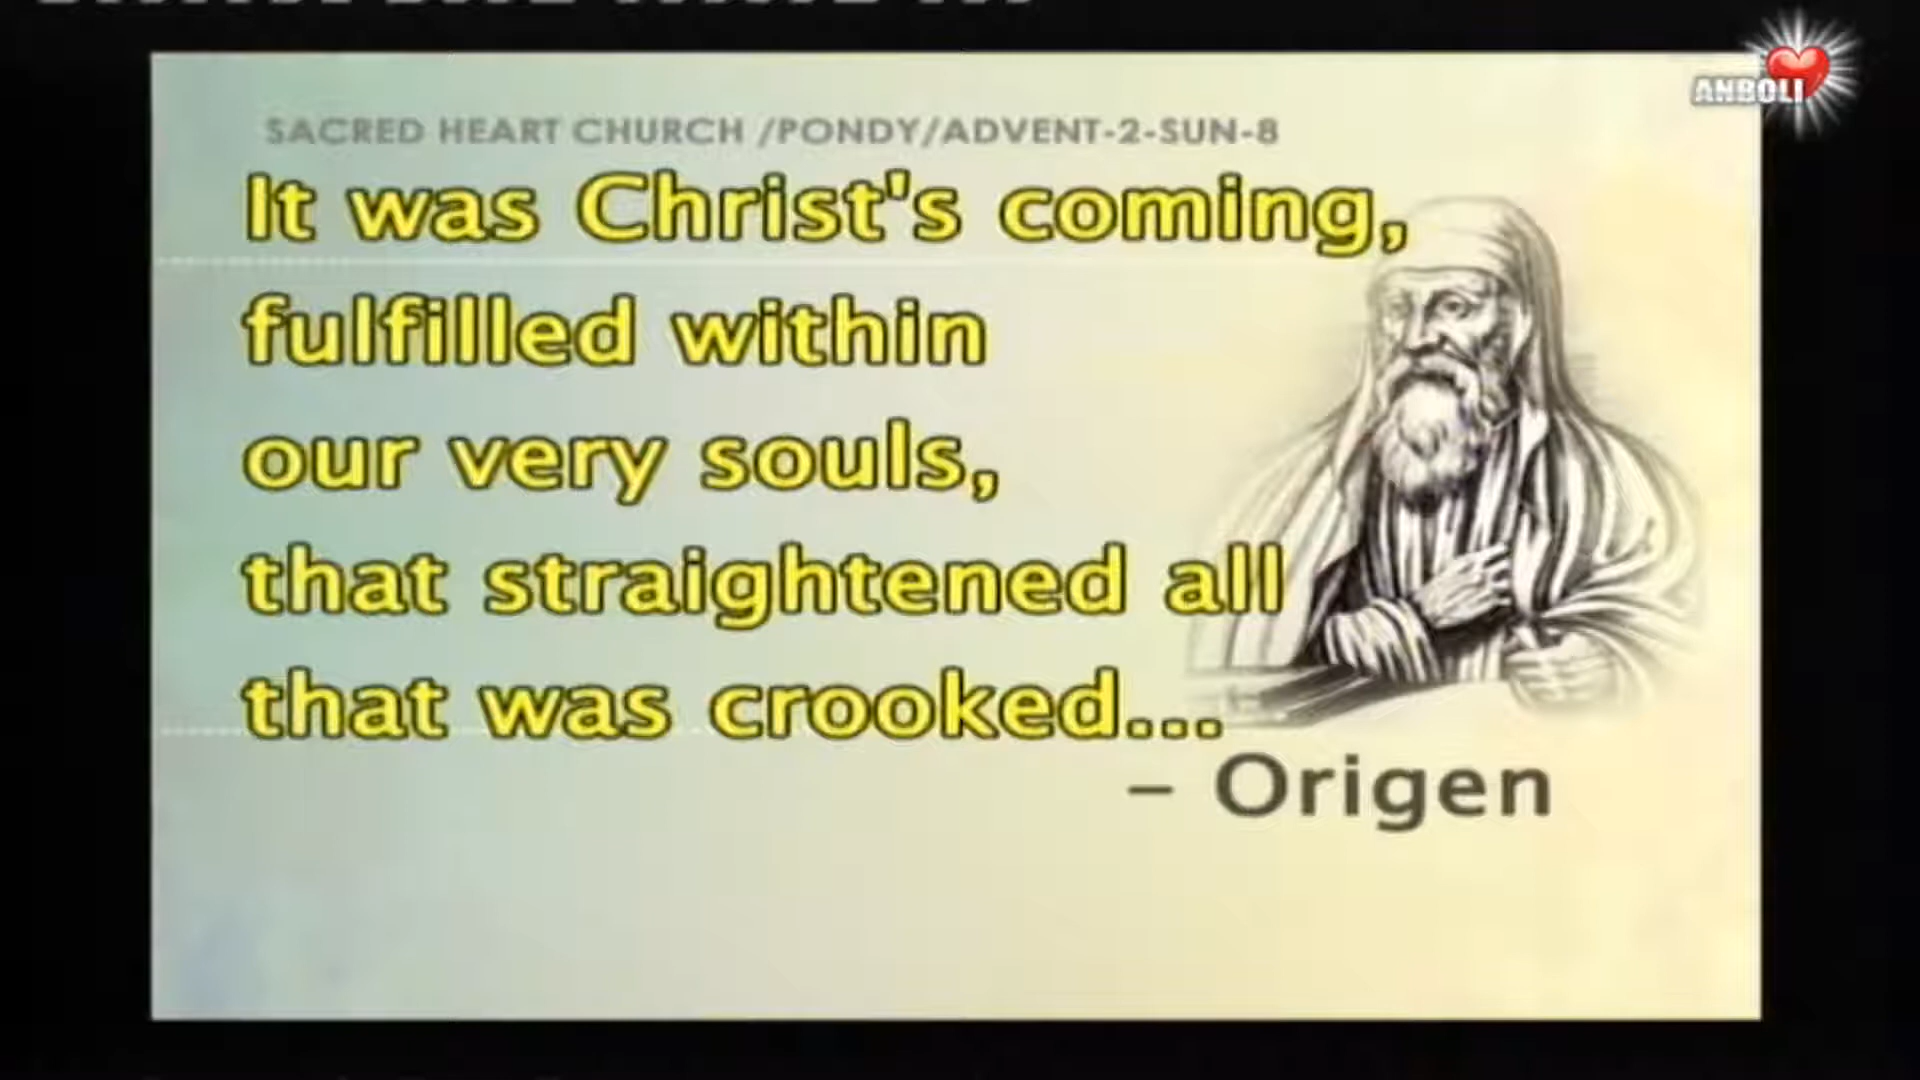 ANBOLI
SACRED HEART CHURCH /PONDY/ADVENT-2-SUN-8
It was Christ's coming,
fulfilled within
our very souls,
that straightened all
that was crooked...
– Origen